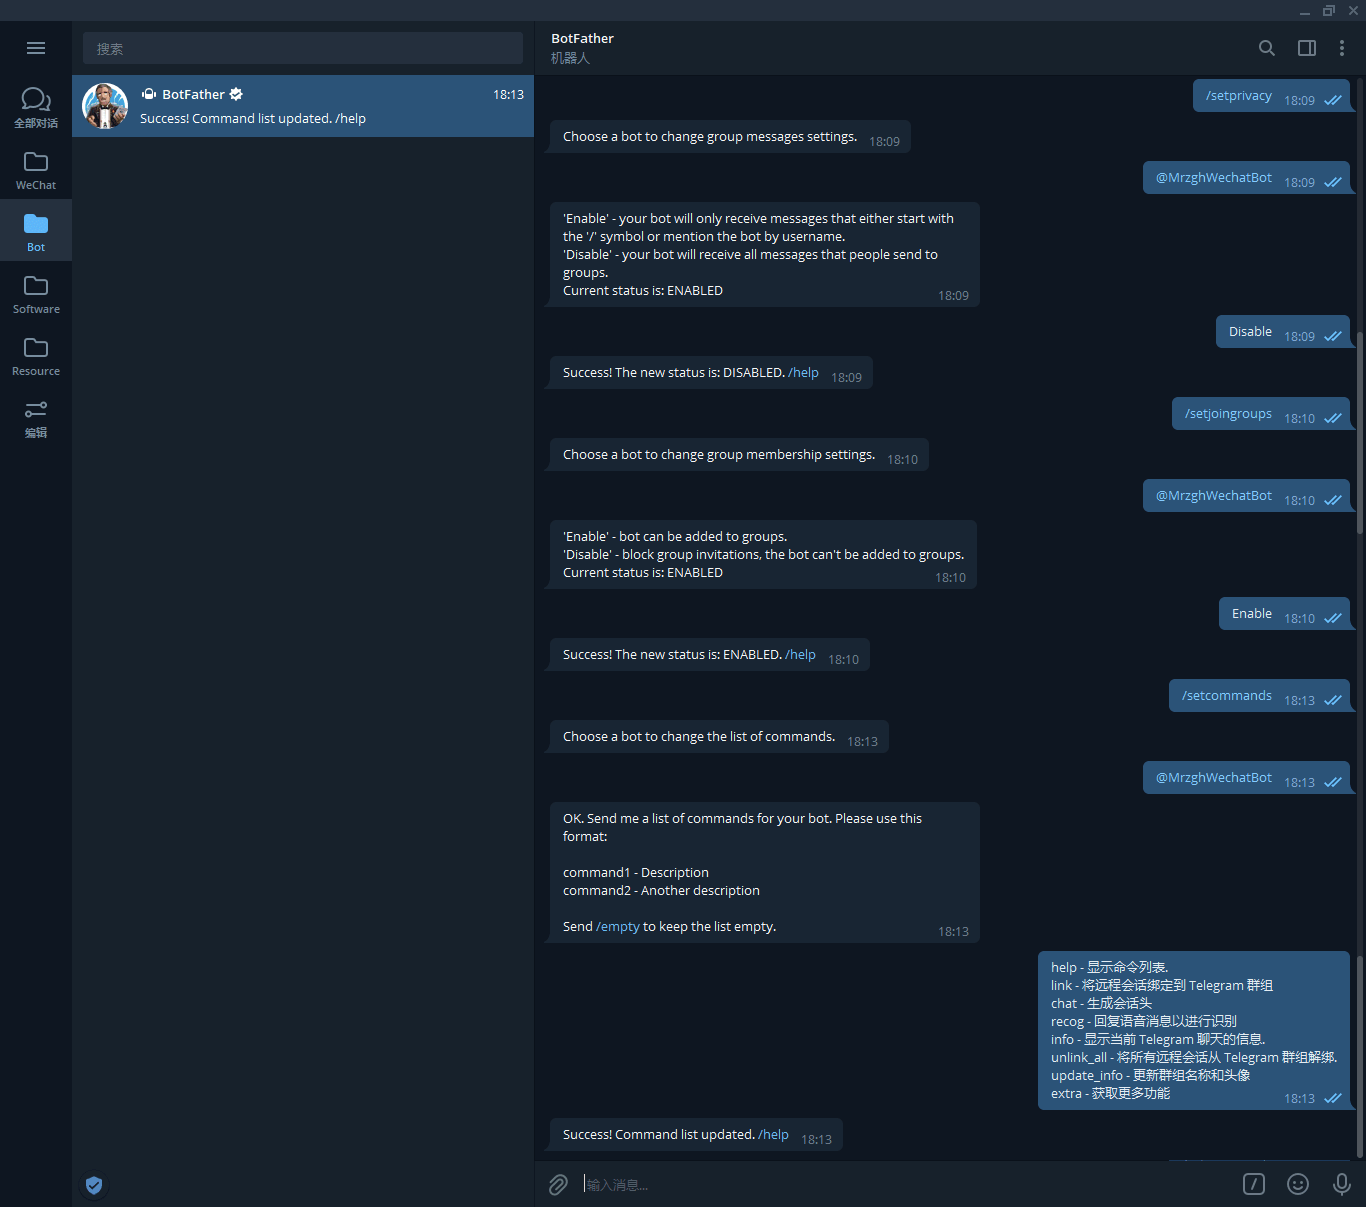 搜索
全部对话
WeChat
Bot
Software
Resource
编辑
BotFather 18:13
Success! Command list updated. /help
BotFather
机器人
/setprivacy 18:09
Choose a bot to change group messages settings. 18:09
@MrzghWechatBot 18:09
'Enable' - your bot will only receive messages that either start with
the '/' symbol or mention the bot by username.
'Disable' - your bot will receive all messages that people send to
groups.
Current status is: ENABLED 18:09
Disable 18:09
Success! The new status is: DISABLED. /help 18:09
/setjoingroups 18:10
Choose a bot to change group membership settings. 18:10
@MrzghWechatBot 18:10
'Enable' - bot can be added to groups.
'Disable' - block group invitations, the bot can't be added to groups.
Current status is: ENABLED 18:10
Enable 18:10
Success! The new status is: ENABLED. /help 18:10
/setcommands 18:13
Choose a bot to change the list of commands. 18:13
@MrzghWechatBot 18:13
OK. Send me a list of commands for your bot. Please use this
format:
command1 - Description
command2 - Another description
Send /empty to keep the list empty. 18:13
help - 显示命令列表.
link - 将远程会话绑定到 Telegram 群组
chat - 生成会话头
recog - 回复语音消息以进行识别
info - 显示当前 Telegram 聊天的信息.
unlink_all - 将所有远程会话从 Telegram 群组解绑.
update_info - 更新群组名称和头像
extra - 获取更多功能 18:13
Success! Command list updated. /help 18:13
输入消息...